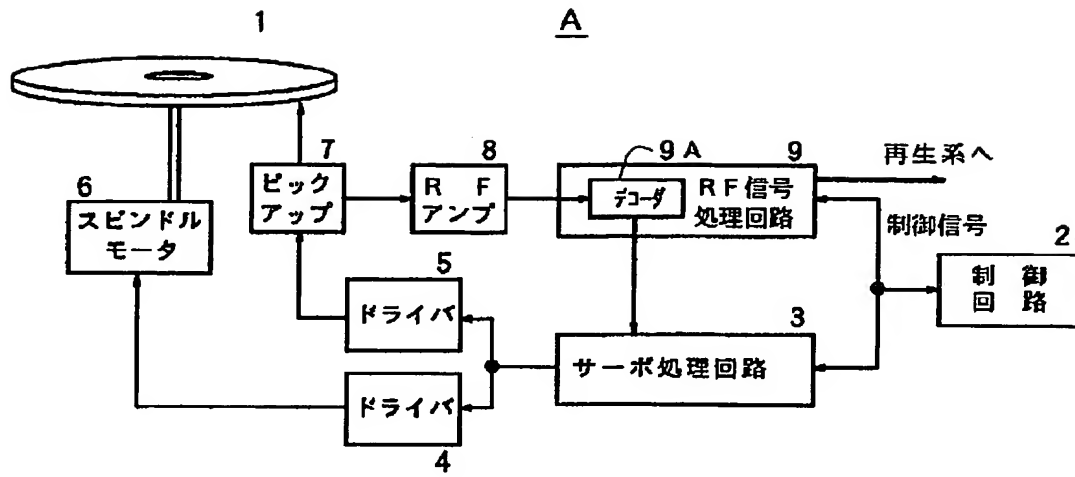 1
A
7
8
9A
9
再生系へ
6
ピック
アップ
R F
アンプ
デコーダ
RF信号
処理回路
スピンドル
モータ
制御信号
2
制御
回路
5
ドライバ
3
サーボ処理回路
ドライバ
4